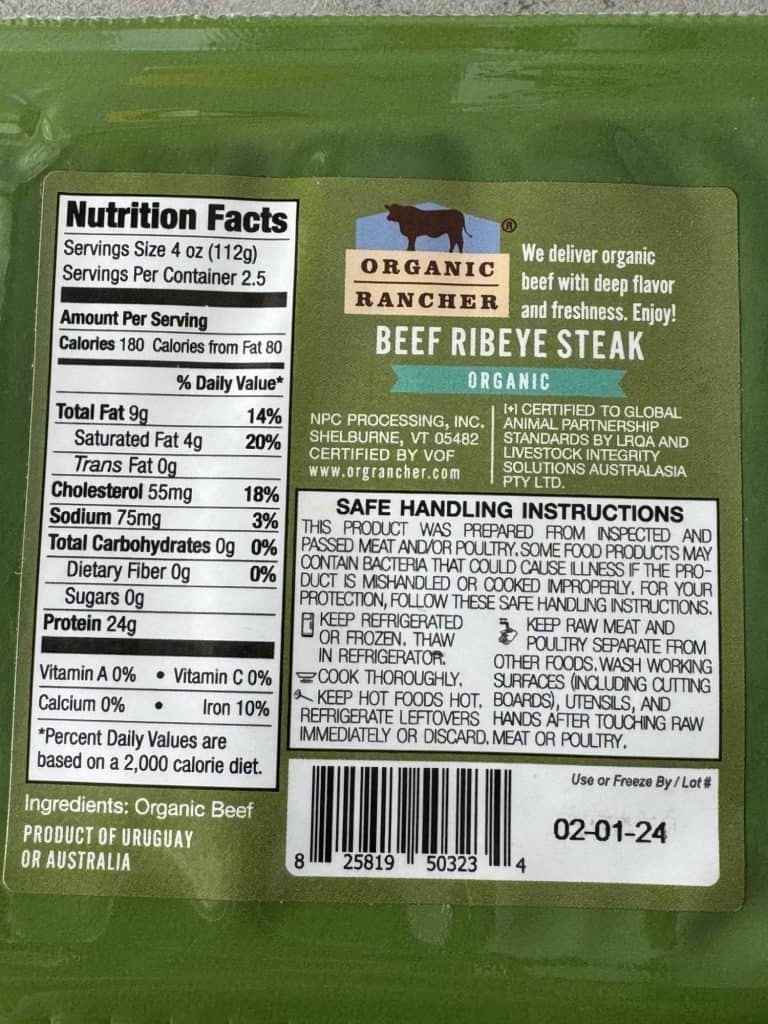 Nutrition Facts
Servings Size 4 oz (112g)
Servings Per Container 2.5
Amount Per Serving
Calories 180 Calories from Fat 80
% Daily Value*
Total Fat 9g 14%
Saturated Fat 4g 20%
Trans Fat 0g
Cholesterol 55mg 18%
Sodium 75mg 3%
Total Carbohydrates 0g 0%
Dietary Fiber 0g 0%
Sugars 0g
Protein 24g
Vitamin A 0% • Vitamin C 0%
Calcium 0% • Iron 10%
*Percent Daily Values are
based on a 2,000 calorie diet.
Ingredients: Organic Beef
PRODUCT OF URUGUAY
OR AUSTRALIA
®
ORGANIC
RANCHER
We deliver organic
beef with deep flavor
and freshness. Enjoy!
BEEF RIBEYE STEAK
ORGANIC
NPC PROCESSING, INC.
SHELBURNE, VT 05482
CERTIFIED BY VOF
www.orgrancher.com
[+] CERTIFIED TO GLOBAL
ANIMAL PARTNERSHIP
STANDARDS BY LRQA AND
LIVESTOCK INTEGRITY
SOLUTIONS AUSTRALASIA
PTY LTD.
SAFE HANDLING INSTRUCTIONS
THIS PRODUCT WAS PREPARED FROM INSPECTED AND
PASSED MEAT AND/OR POULTRY. SOME FOOD PRODUCTS MAY
CONTAIN BACTERIA THAT COULD CAUSE ILLNESS IF THE PRO-
DUCT IS MISHANDLED OR COOKED IMPROPERLY. FOR YOUR
PROTECTION, FOLLOW THESE SAFE HANDLING INSTRUCTIONS.
KEEP REFRIGERATED
OR FROZEN. THAW
IN REFRIGERATOR.
COOK THOROUGHLY.
KEEP HOT FOODS HOT.
REFRIGERATE LEFTOVERS
IMMEDIATELY OR DISCARD.
KEEP RAW MEAT AND
POULTRY SEPARATE FROM
OTHER FOODS. WASH WORKING
SURFACES (INCLUDING CUTTING
BOARDS), UTENSILS, AND
HANDS AFTER TOUCHING RAW
MEAT OR POULTRY.
Use or Freeze By / Lot #
02-01-24
8 25819 50323 4